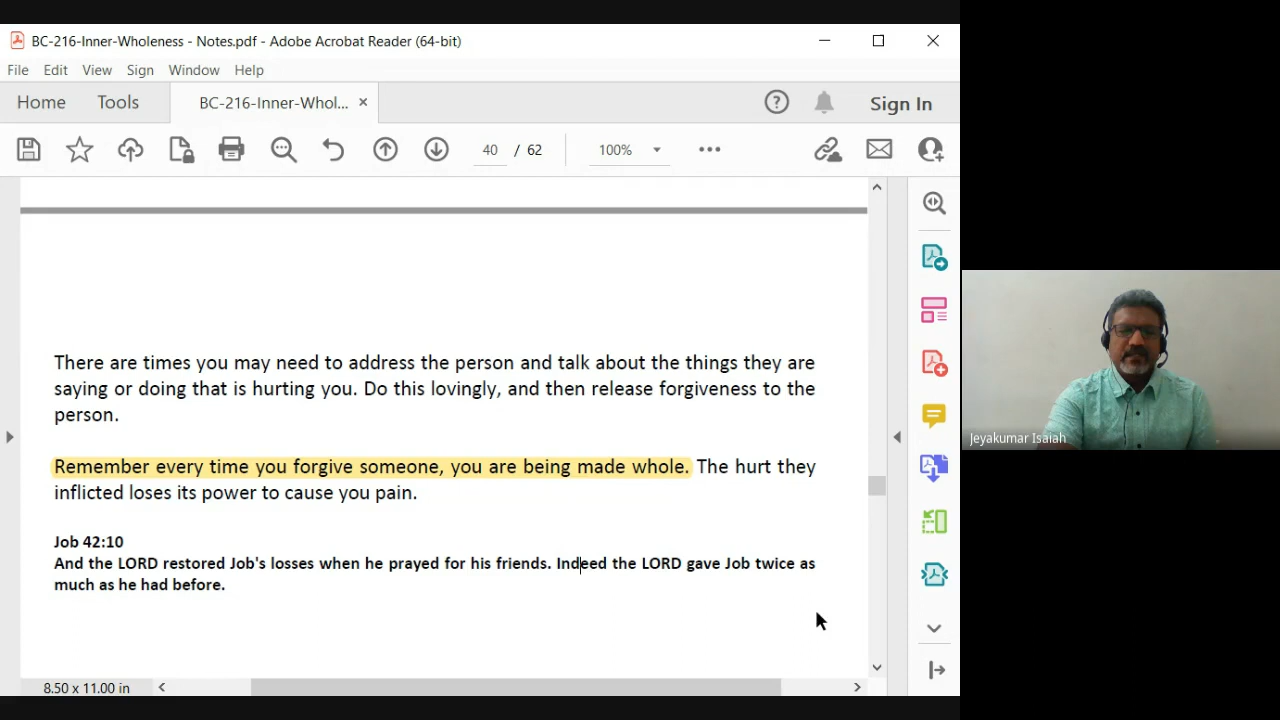 BC-216-Inner-Wholeness - Notes.pdf - Adobe Acrobat Reader (64-bit)
File Edit View Sign Window Help
Home Tools BC-216-Inner-Whol... × Sign In
40 / 62 100%
There are times you may need to address the person and talk about the things they are
saying or doing that is hurting you. Do this lovingly, and then release forgiveness to the
person.
Remember every time you forgive someone, you are being made whole. The hurt they
inflicted loses its power to cause you pain.
Job 42:10
And the LORD restored Job's losses when he prayed for his friends. Indeed the LORD gave Job twice as
much as he had before.
8.50 x 11.00 in
Jeyakumar Isaiah